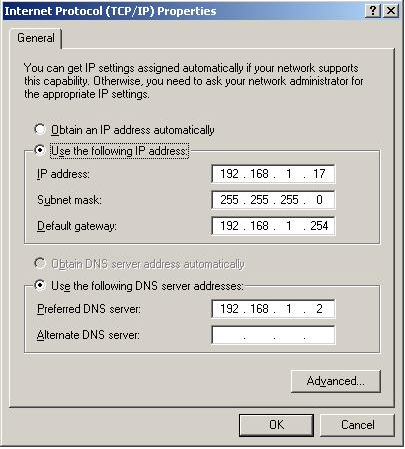 Internet Protocol (TCP/IP) Properties
General
You can get IP settings assigned automatically if your network supports
this capability. Otherwise, you need to ask your network administrator for
the appropriate IP settings.
Obtain an IP address automatically
Use the following IP address:
IP address: 192 . 168 . 1 . 17
Subnet mask: 255 . 255 . 255 . 0
Default gateway: 192 . 168 . 1 . 254
Obtain DNS server address automatically
Use the following DNS server addresses:
Preferred DNS server: 192 . 168 . 1 . 2
Alternate DNS server: . . .
Advanced...
OK Cancel